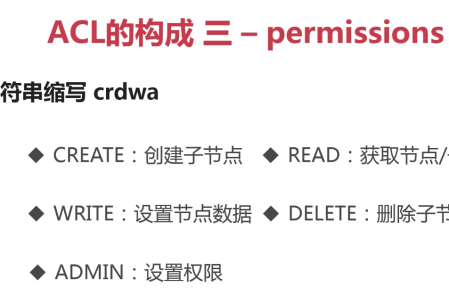 ACL的构成 三 – permissions
符串缩写 crdwa
◆ CREATE：创建子节点 ◆ READ：获取节点/
◆ WRITE：设置节点数据 ◆ DELETE：删除子节
◆ ADMIN：设置权限